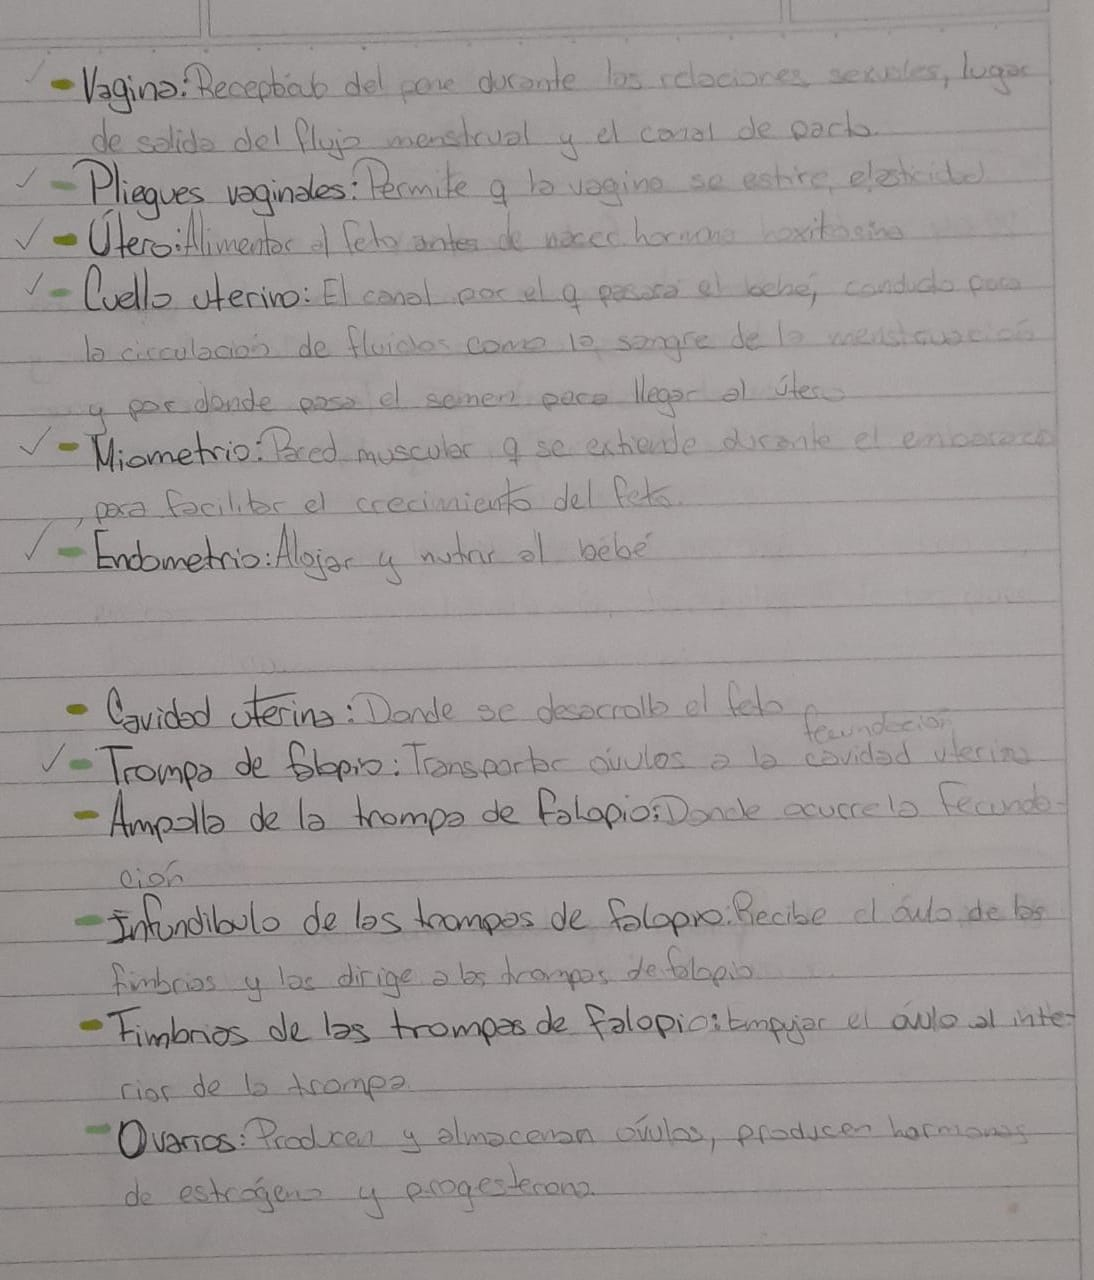 - Vagina: Receptáculo del pene durante las relaciones sexuales, lugar
de salida del flujo menstrual y el canal de parto.
- Pliegues vaginales: Permite q la vagina se estire, elasticidad
- Útero: Alimentar al feto antes de nacer. hormona hoxitosina
- Cuello uterino: El canal por el q pasará el bebé, conducto para
la circulación de fluidos como la sangre de la menstruación
y por donde pasa el semen para llegar al útero
- Miometrio: Pared muscular q se extiende durante el embarazo
para facilitar el crecimiento del feto.
- Endometrio: Alojar y nutrir al bebé
- Cavidad uterina: Donde se desarrolla el feto
fecundación
- Trompa de falopio: Transportar óvulos a la cavidad uterina
- Ampolla de la trompa de falopio: Donde ocurre la fecunda-
ción
- Infundibulo de las trompas de falopio: Recibe el óvulo de las
fimbrias y las dirige a las trompas de falopio
- Fimbrias de las trompas de falopio: Empujar el óvulo al inte-
rior de la trompa.
- Ovarios: Producen y almacenan óvulos, producen hormonas
de estrógeno y progesterona.